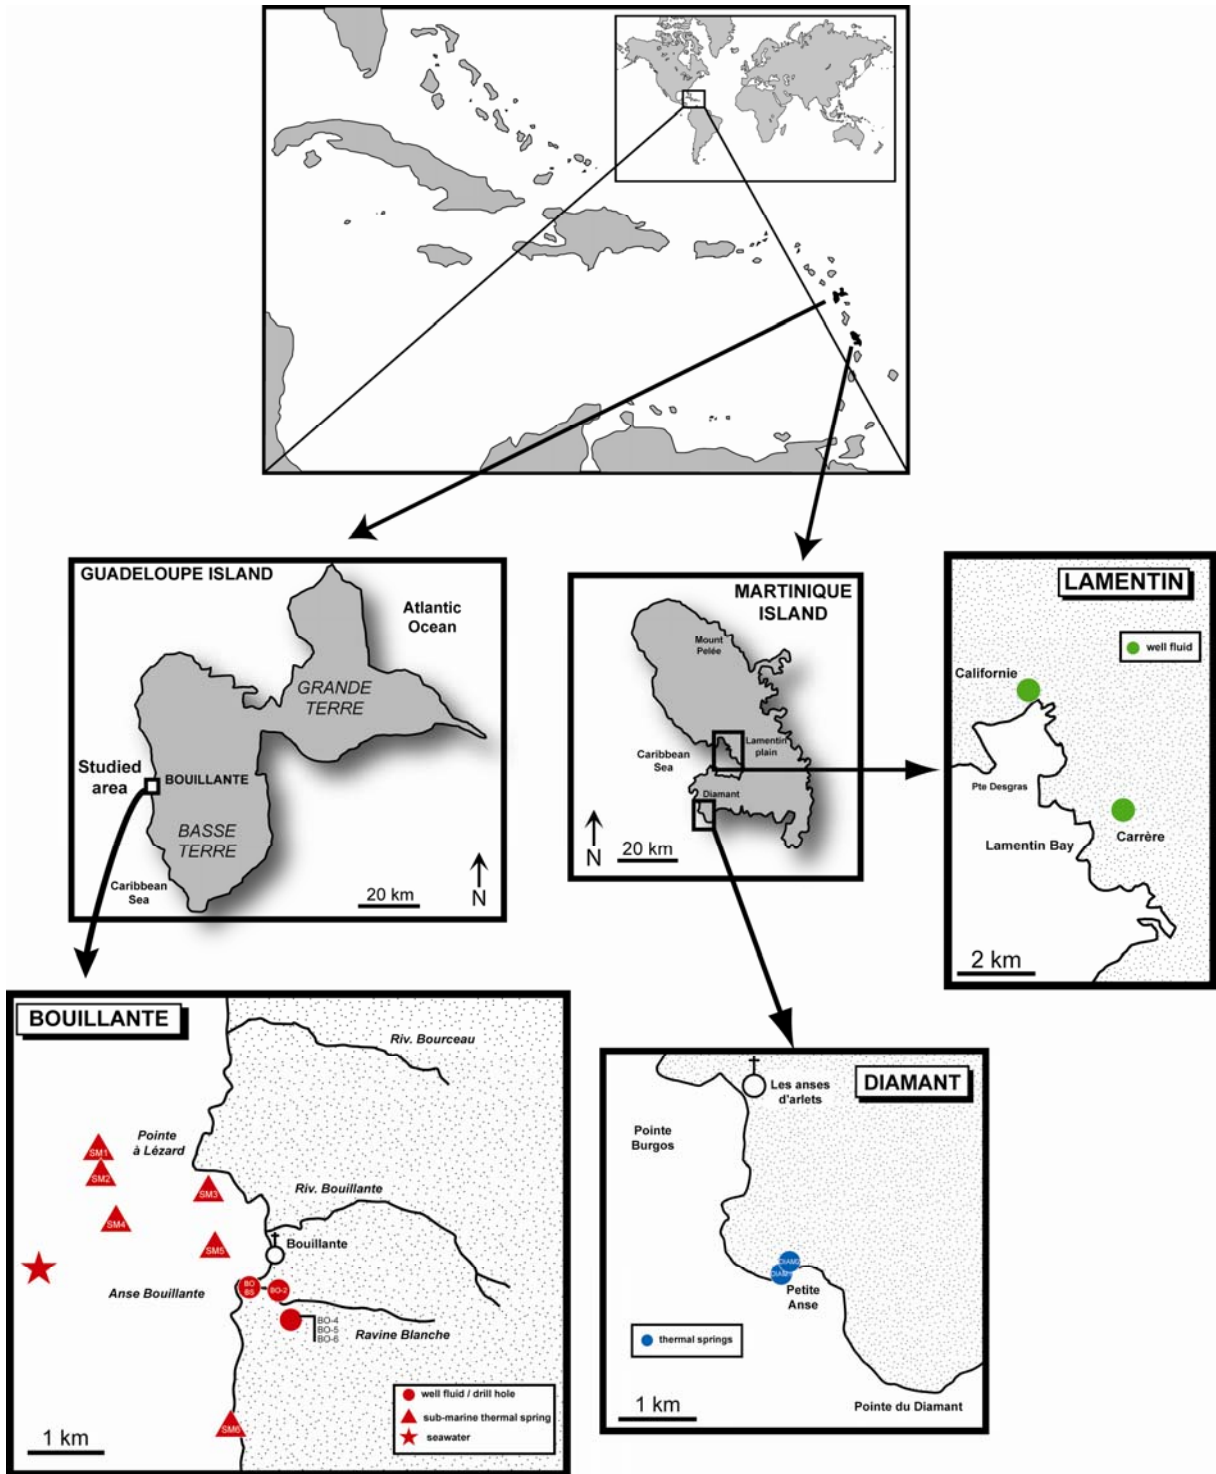 GUADELOUPE ISLAND
Atlantic
Ocean
GRANDE
TERRE
Studied
area
BOUILLANTE
BASSE
TERRE
Caribbean
Sea
20 km
N
MARTINIQUE
ISLAND
Mount
Pelée
Caribbean
Sea
Lamentin
plain
Diamant
N
20 km
LAMENTIN
well fluid
Californie
Pte Desgras
Carrère
Lamentin Bay
2 km
BOUILLANTE
Riv. Bourceau
Pointe
à Lézard
SM1
SM2
SM3
Riv. Bouillante
SM4
SM5
Bouillante
Anse Bouillante
BO
BS
BO-2
BO-4
BO-5
BO-6
Ravine Blanche
well fluid / drill hole
sub-marine thermal spring
seawater
SM6
1 km
DIAMANT
Les anses
d'arlets
Pointe
Burgos
DIAM2
Petite
Anse
thermal springs
1 km
Pointe du Diamant